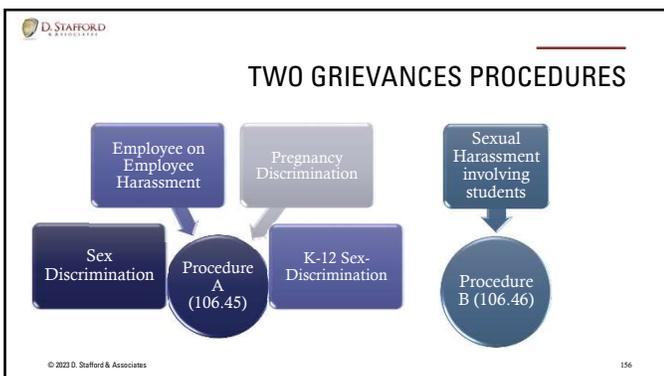 D. STAFFORD
& ASSOCIATES
TWO GRIEVANCES PROCEDURES
Employee on
Employee
Harassment
Pregnancy
Discrimination
Sexual
Harassment
involving
students
Sex
Discrimination
Procedure
A
(106.45)
K-12 Sex-
Discrimination
Procedure
B (106.46)
© 2023 D. Stafford & Associates
156